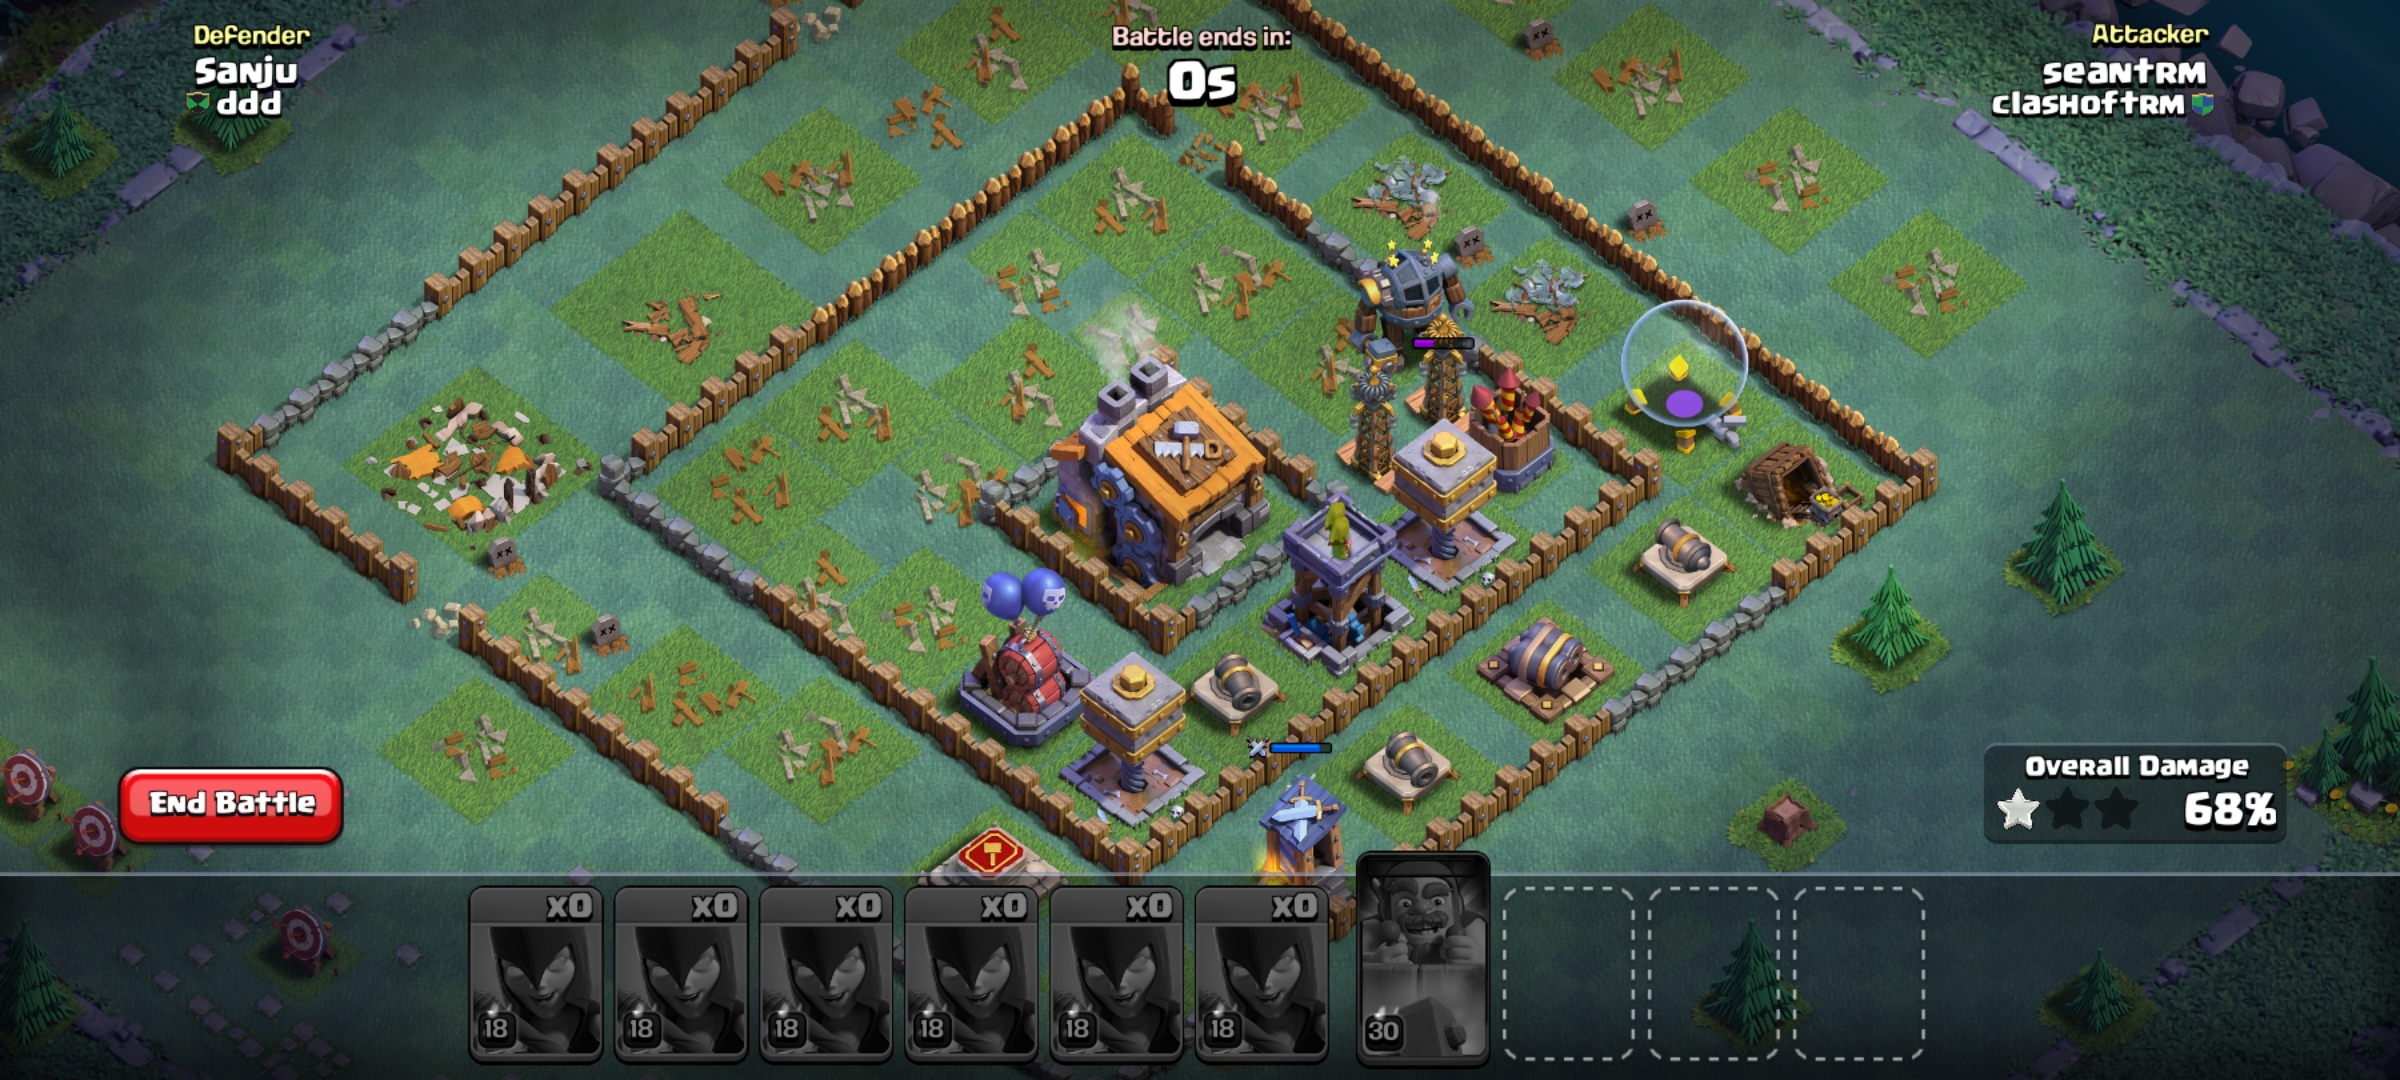 Defender
Sanju
ddd
Battle ends in:
0s
Attacker
seantRM
clashoftRM
End Battle
Overall Damage
68%
x0
x0
x0
x0
x0
x0
18
18
18
18
18
18
30